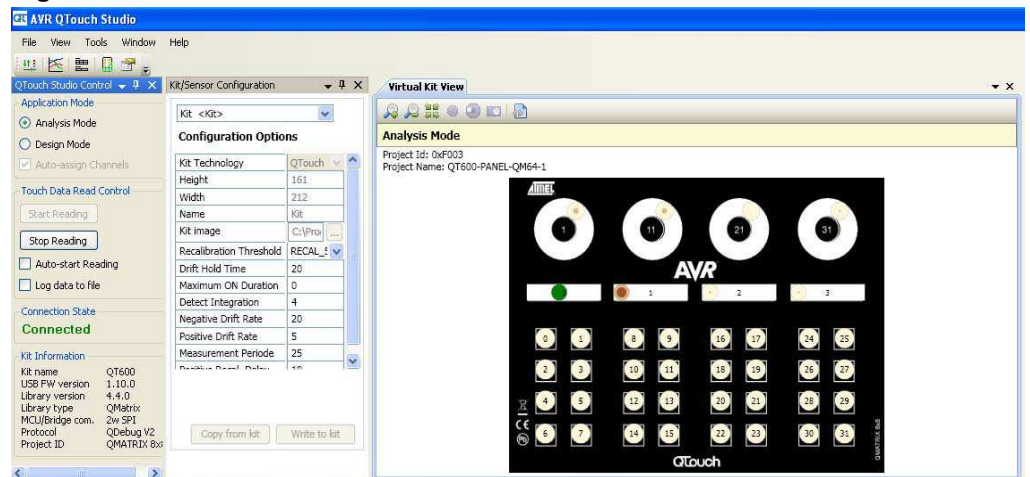 AVR QTouch Studio
File View Tools Window Help
QTouch Studio Control
Application Mode
Analysis Mode
Design Mode
Auto-assign Channels
Touch Data Read Control
Start Reading
Stop Reading
Auto-start Reading
Log data to file
Connection State
Connected
Kit Information
Kit name QT600
USB FW version 1.10.0
Library version 4.4.0
Library type QMatrix
MCU/Bridge com. 2w SPI
Protocol QDebug V2
Project ID QMATRIX 8x
Kit/Sensor Configuration
Kit <Kit>
Configuration Options
Kit Technology QTouch
Height 161
Width 212
Name Kit
Kit image C:\Pro ...
Recalibration Threshold RECAL_
Drift Hold Time 20
Maximum ON Duration 0
Detect Integration 4
Negative Drift Rate 20
Positive Drift Rate 5
Measurement Periode 25
Positive Recal. Delay 10
Copy from kit Write to kit
Virtual Kit View
Analysis Mode
Project Id: 0xF003
Project Name: QT600-PANEL-QM64-1
ATMEL
1 11 21 31
AVR
1 2 3
0 1 8 9 16 17 24 25
2 3 10 11 18 19 26 27
4 5 12 13 20 21 28 29
6 7 14 15 22 23 30 31
QTouch
QMATRIX 8x8